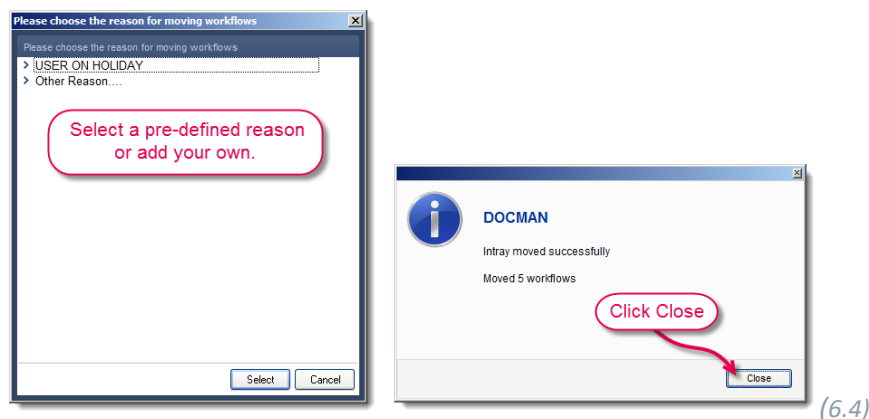 Please choose the reason for moving workflows
Please choose the reason for moving workflows
USER ON HOLIDAY
Other Reason....
Select a pre-defined reason
or add your own.
Select
Cancel
DOCMAN
Intray moved successfully
Moved 5 workflows
Click Close
Close
(6.4)